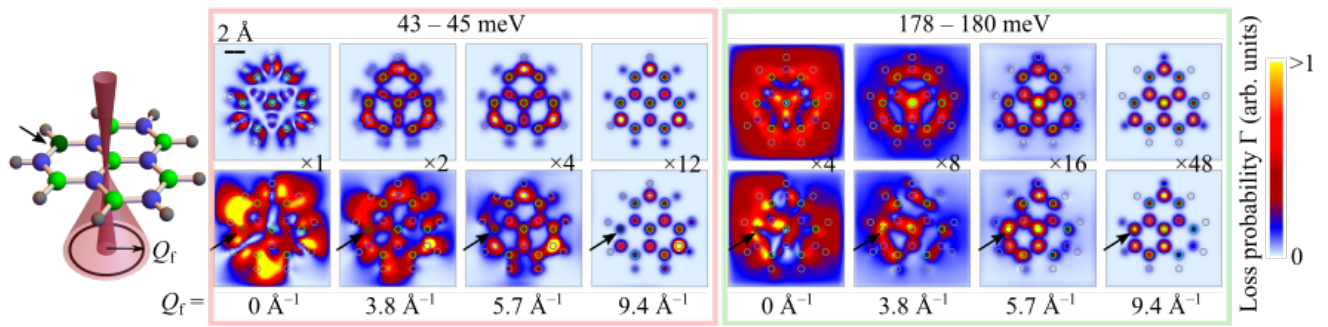 43 – 45 meV
178 – 180 meV
2 Å
×1
×2
×4
×12
×4
×8
×16
×48
Q_f
Q_f =
0 Å⁻¹
3.8 Å⁻¹
5.7 Å⁻¹
9.4 Å⁻¹
0 Å⁻¹
3.8 Å⁻¹
5.7 Å⁻¹
9.4 Å⁻¹
Loss probability Γ (arb. units)
>1
0